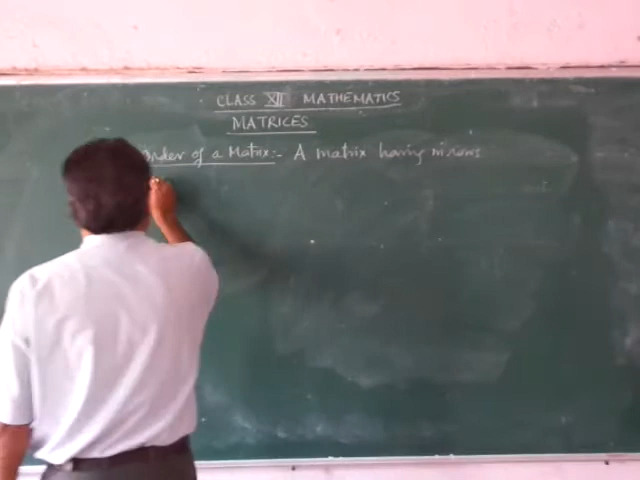 CLASS XII MATHEMATICS
MATRICES
Order of a Matrix:- A matrix having m rows